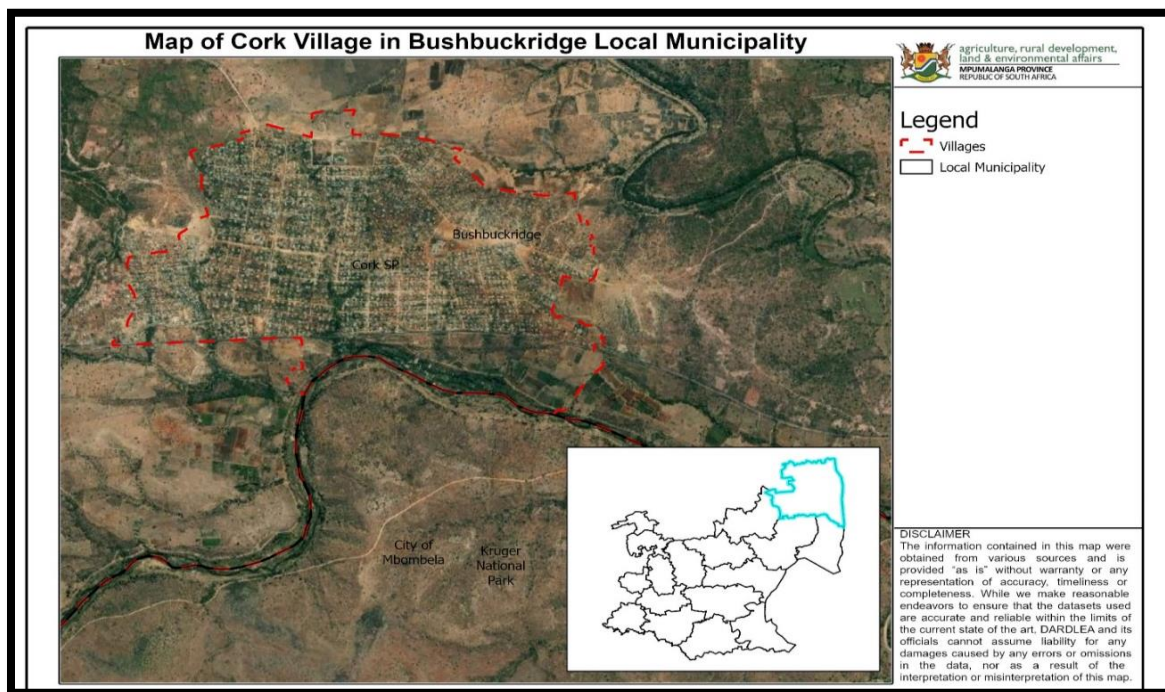 Map of Cork Village in Bushbuckridge Local Municipality
agriculture, rural development,
land & environmental affairs
MPUMALANGA PROVINCE
REPUBLIC OF SOUTH AFRICA
Legend
Villages
Local Municipality
Bushbuckridge
Cork SP
City of
Mbombela
Kruger
National
Park
DISCLAIMER
The information contained in this map were
obtained from various sources and is
provided "as is" without warranty or any
representation of accuracy, timeliness or
completeness. While we make reasonable
endeavors to ensure that the datasets used
are accurate and reliable within the limits of
the current state of the art, DARDLEA and its
officials cannot assume liability for any
damages caused by any errors or omissions
in the data, nor as a result of the
interpretation or misinterpretation of this map.